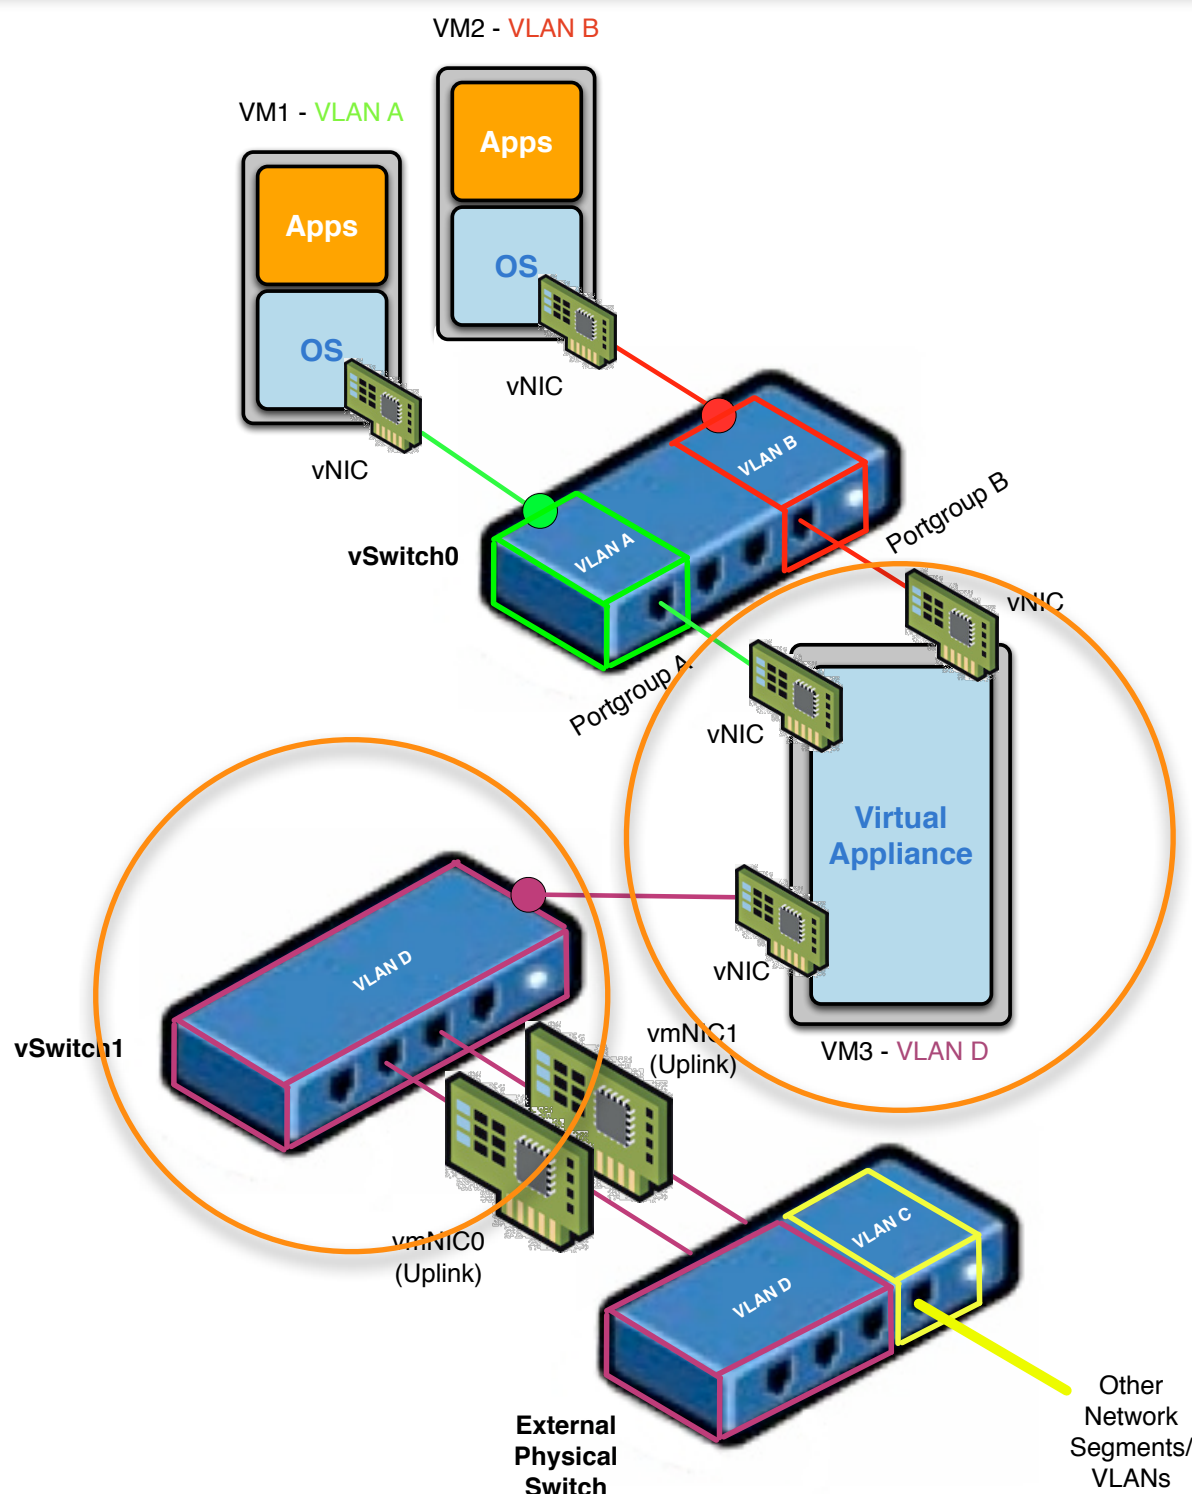 VM2 - VLAN B
VM1 - VLAN A
Apps
Apps
OS
OS
vNIC
vNIC
VLAN B
VLAN A
vSwitch0
Portgroup B
vNIC
Portgroup A
vNIC
Virtual
Appliance
VLAN D
vNIC
vSwitch1
vmNIC1
(Uplink)
VM3 - VLAN D
VLAN C
vmNIC0
(Uplink)
VLAN D
Other
Network
Segments/
VLANs
External
Physical
Switch